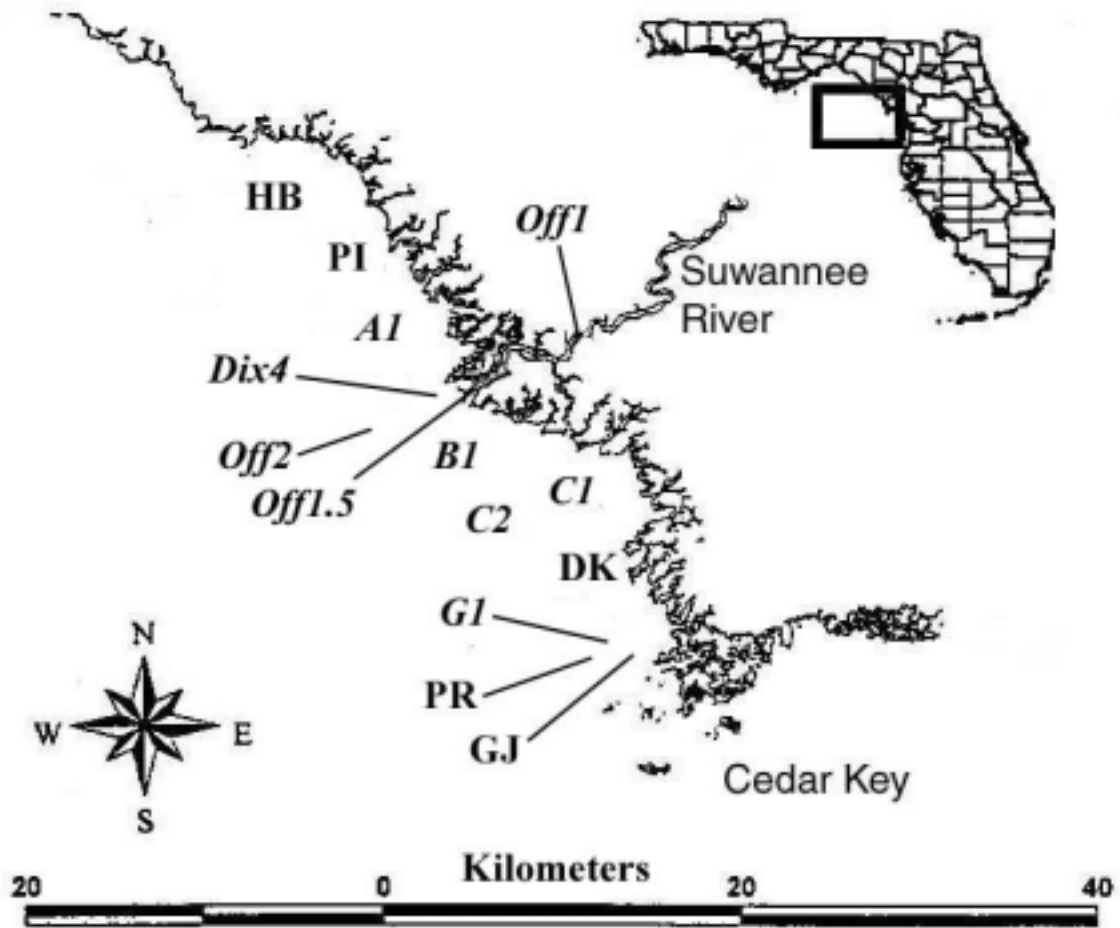 HB
Off1
PI
Suwannee
River
A1
Dix4
Off2
B1
Off1.5
C1
C2
DK
G1
N
PR
W
E
GJ
Cedar Key
S
Kilometers
20 0 20 40